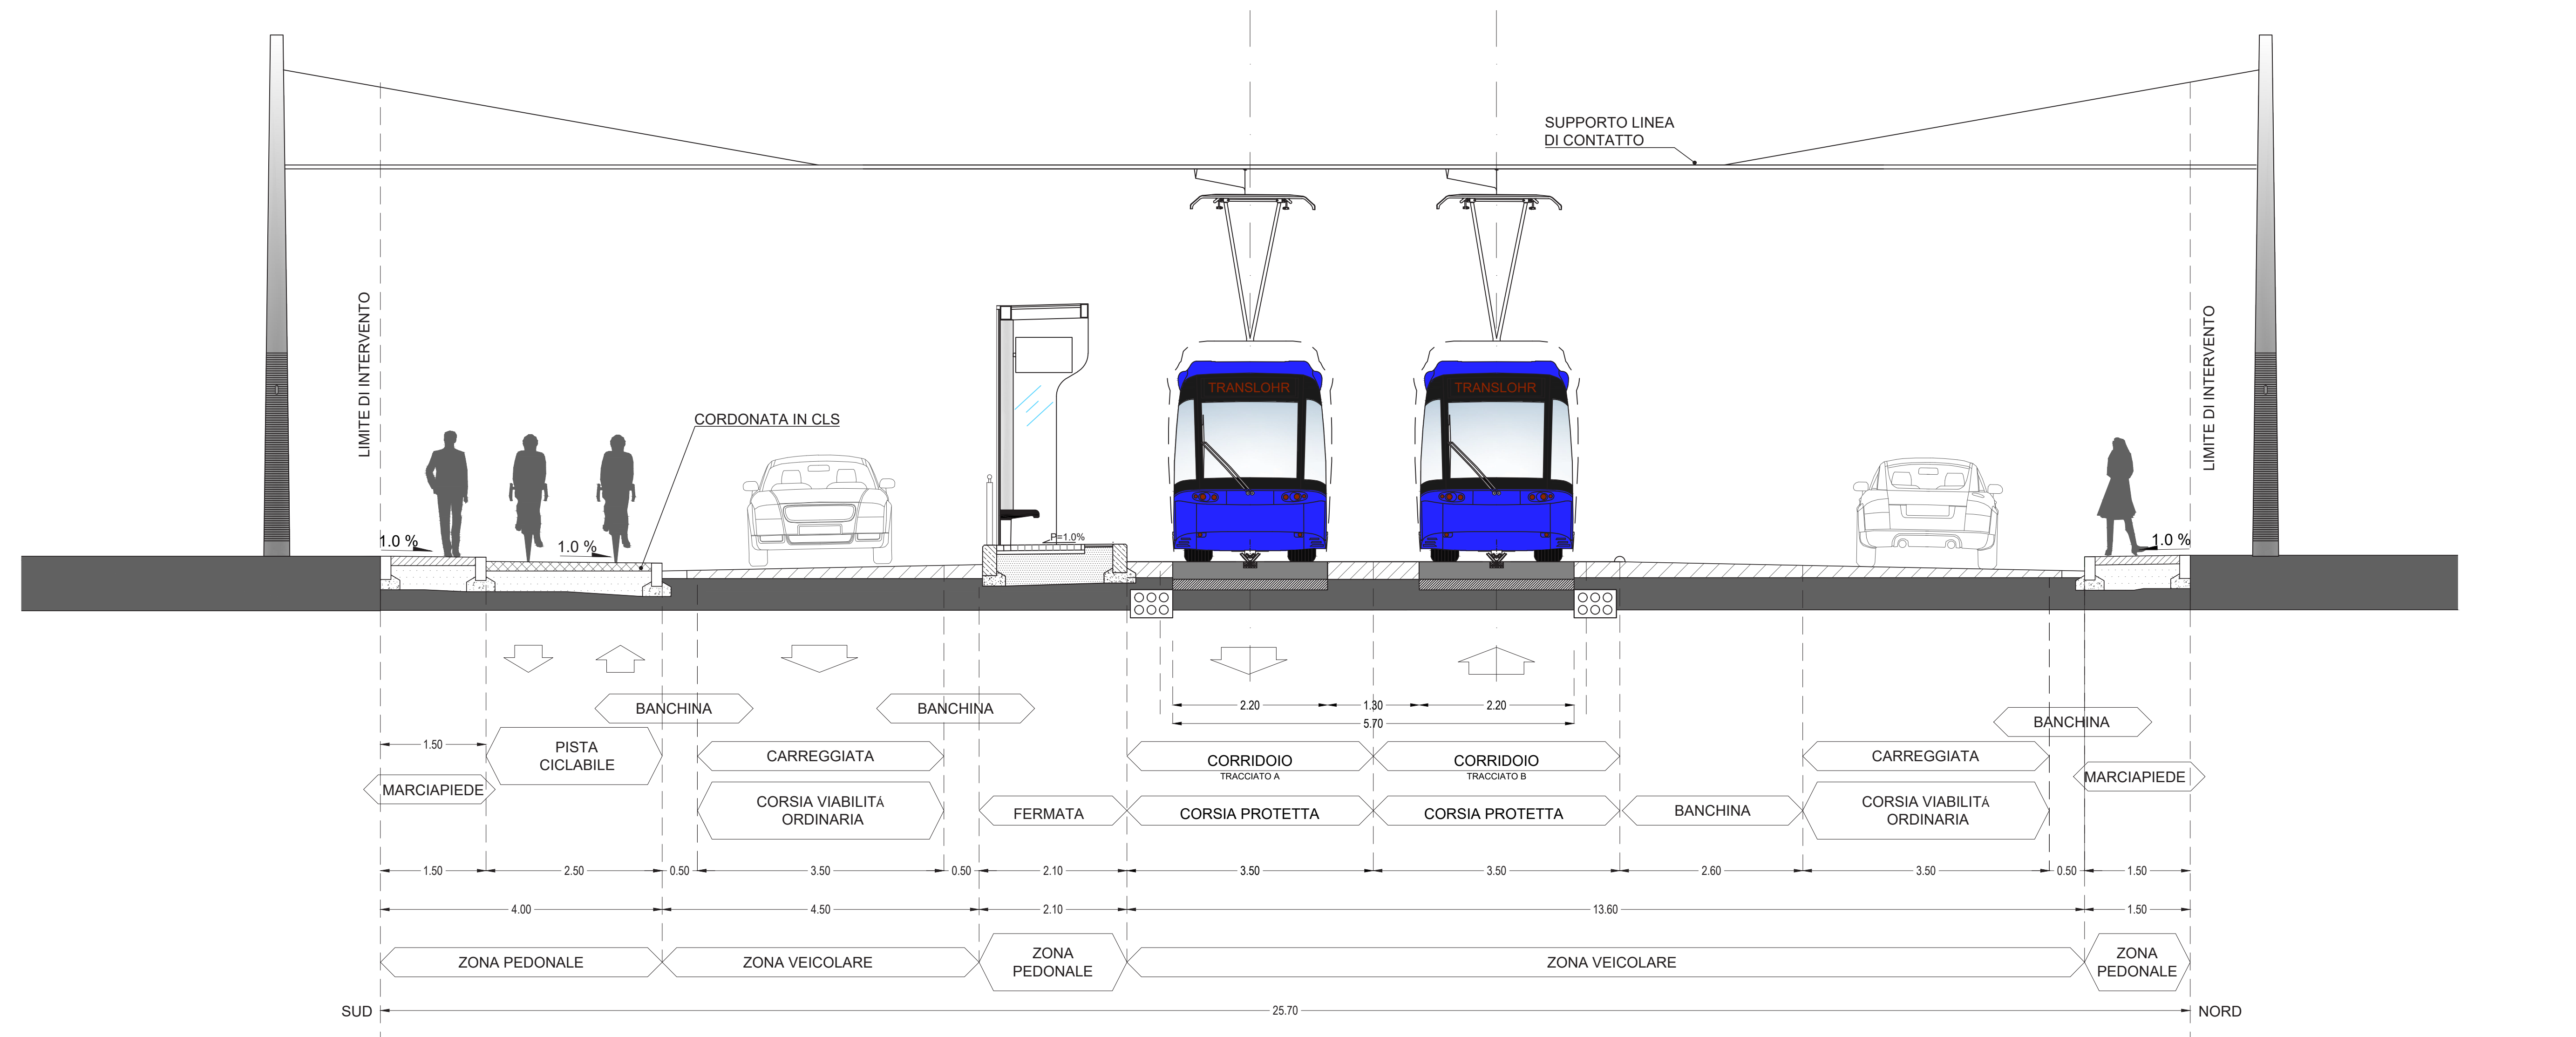 SUPPORTO LINEA
DI CONTATTO
LIMITE DI INTERVENTO
LIMITE DI INTERVNTO
TRANSLOHR
TRANSLOHR
CORDONATA IN CLS
P=1.0%
1.0 %
1.0 %
1.0 %
BANCHINA
BANCHINA
2.20
1.30
2.20
5.70
BANCHINA
1.50
PISTA
CICLABILE
CARREGGIATA
CORRIDOIO
TRACCIATO A
CORRIDOIO
TRACCIATO B
CARREGGIATA
MARCIAPIEDE
MARCIAPIEDE
CORSIA VIABILITÁ
ORDINARIA
FERMATA
CORSIA PROTETTA
CORSIA PROTETTA
BANCHINA
CORSIA VIABILITÁ
ORDINARIA
1.50
2.50
0.50
3.50
0.50
2.10
3.50
3.50
2.60
3.50
0.50
1.50
4.00
4.50
2.10
13.60
1.50
ZONA PEDONALE
ZONA VEICOLARE
ZONA
PEDONALE
ZONA VEICOLARE
ZONA
PEDONALE
SUD
25.70
NORD